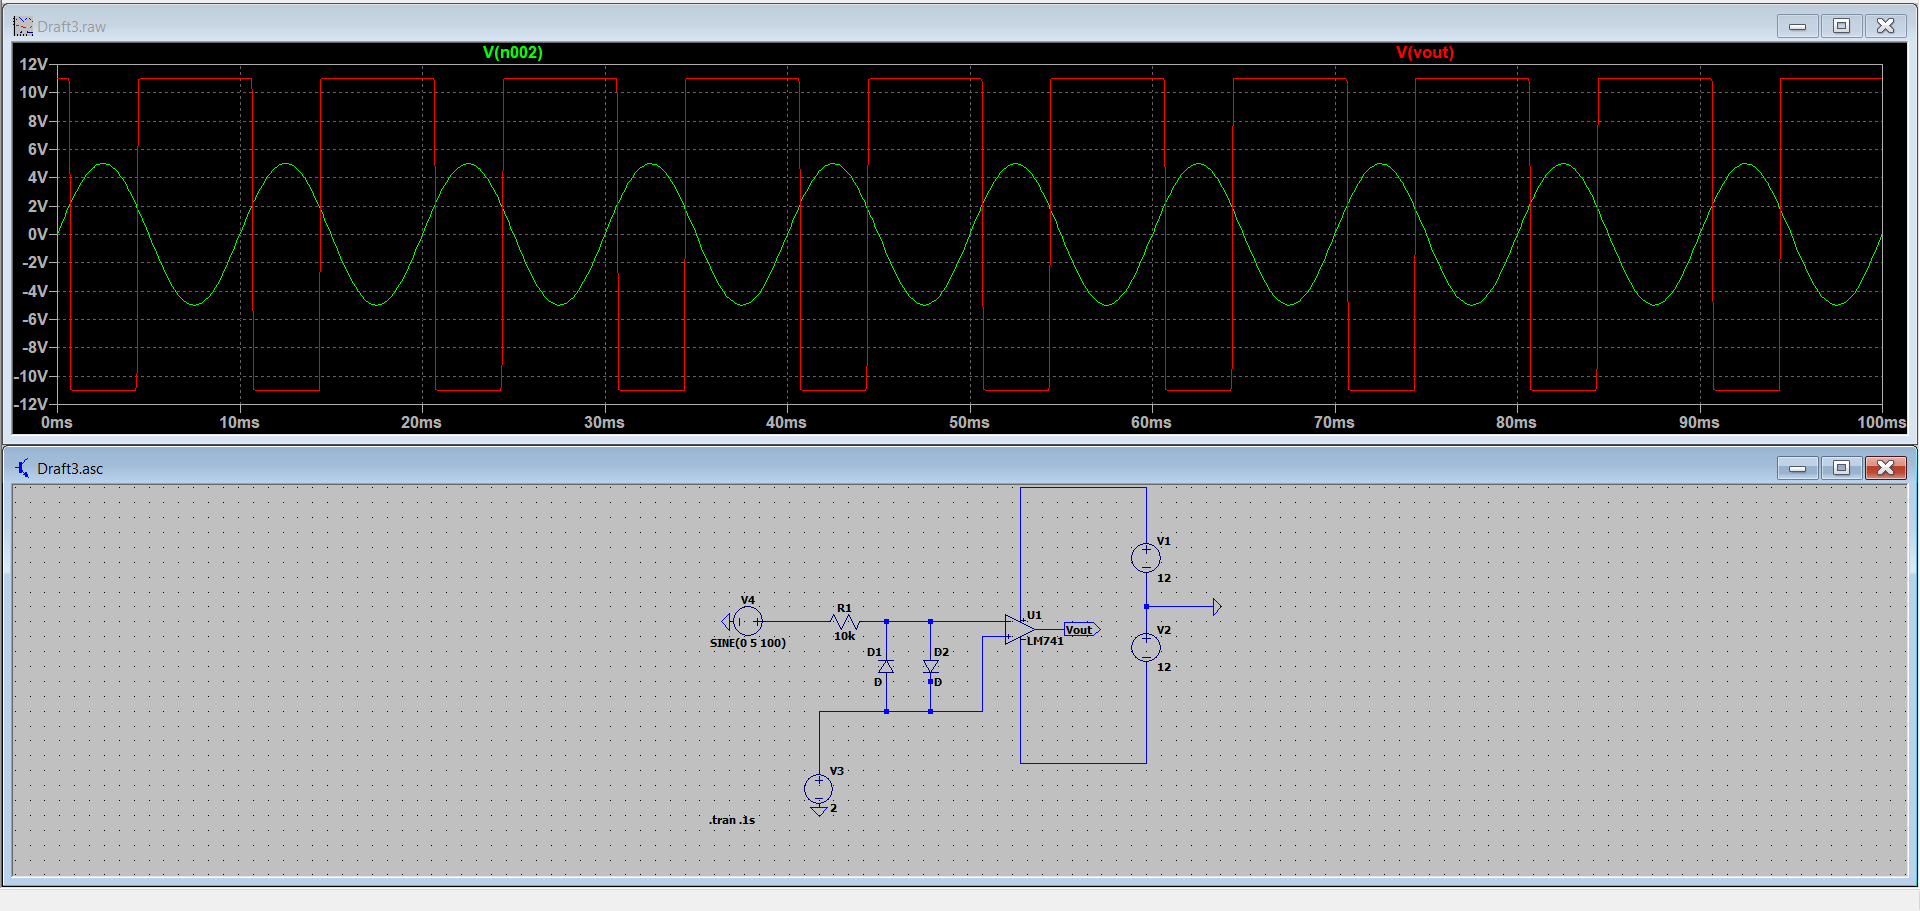 Draft3.raw
V(n002) V(vout)
12V
10V
8V
6V
4V
2V
0V
-2V
-4V
-6V
-8V
-10V
-12V
0ms 10ms 20ms 30ms 40ms 50ms 60ms 70ms 80ms 90ms 100ms
Draft3.asc
V1
12
V4
SINE(0 5 100)
R1
10k
U1
LM741
Vout
V2
12
D1
D
D2
D
V3
2
.tran .1s